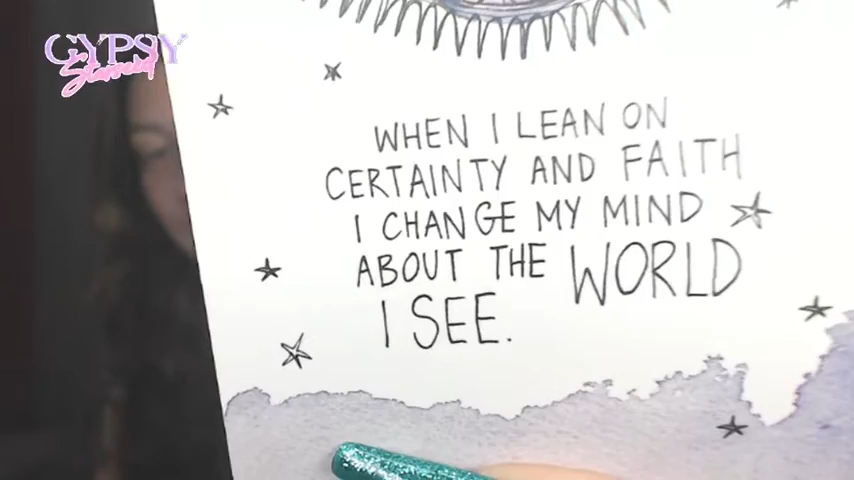 GYPSY
Starseed
WHEN I LEAN ON
CERTAINTY AND FAITH
I CHANGE MY MIND
ABOUT THE WORLD
I SEE.